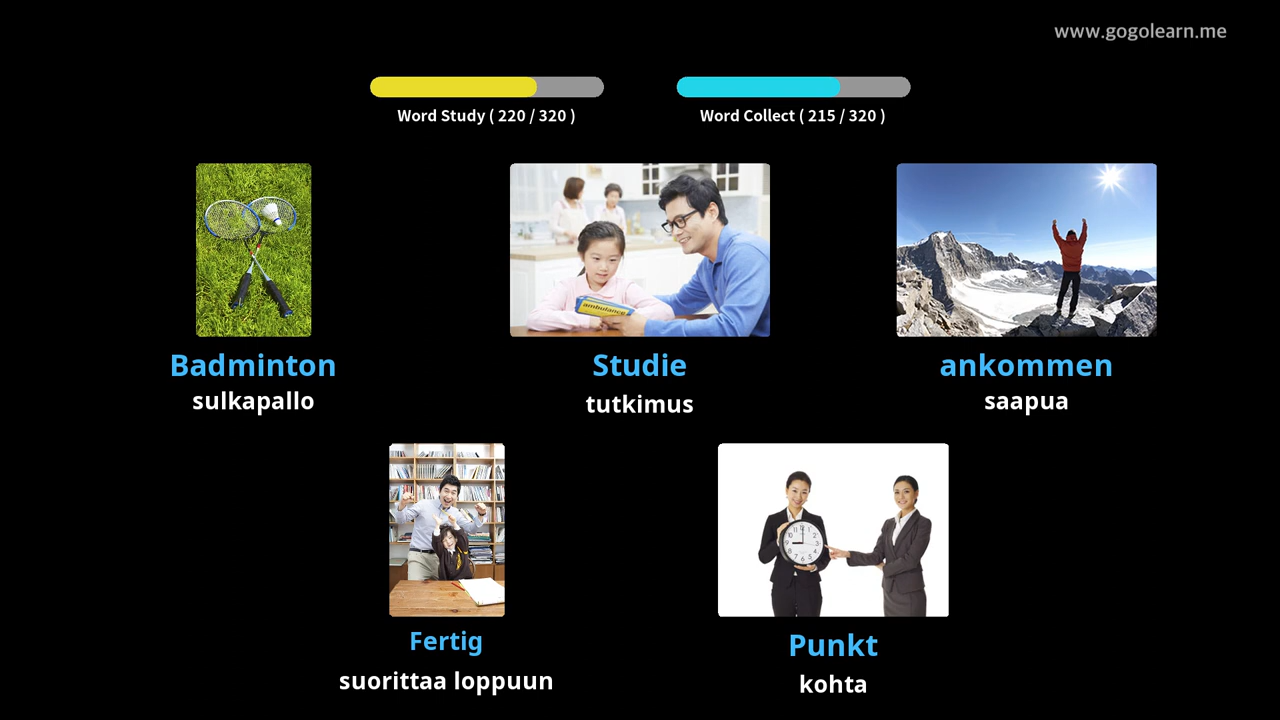 www.gogolearn.me
Word Study ( 220 / 320 )
Word Collect ( 215 / 320 )
ambulance
Badminton
sulkapallo
Studie
tutkimus
ankommen
saapua
Fertig
suorittaa loppuun
Punkt
kohta